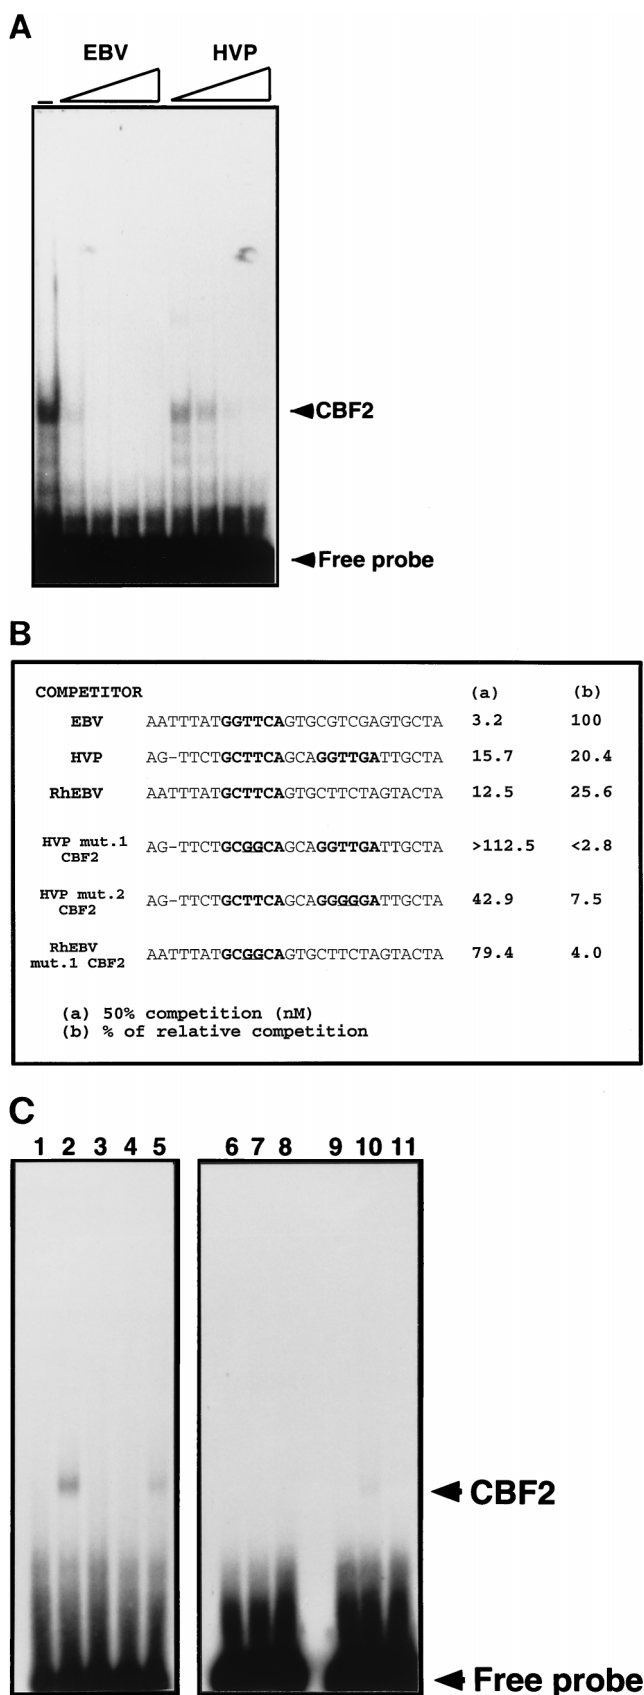 A
EBV HVP
–
CBF2
Free probe
B
COMPETITOR (a) (b)
EBV AATTTATGGTTCAGTGCGTCGAGTGCTA 3.2 100
HVP AG-TTCTGCTTCAGCAGGTTGATTGCTA 15.7 20.4
RhEBV AATTTATGCTTCAGTGCTTCTAGTACTA 12.5 25.6
HVP mut.1 CBF2 AG-TTCTGCGGCAGCAGGTTGATTGCTA >112.5 <2.8
HVP mut.2 CBF2 AG-TTCTGCTTCAGCAGGGGGATTGCTA 42.9 7.5
RhEBV mut.1 CBF2 AATTTATGCGGCAGTGCTTCTAGTACTA 79.4 4.0
(a) 50% competition (nM)
(b) % of relative competition
C
1 2 3 4 5 6 7 8 9 10 11
CBF2
Free probe